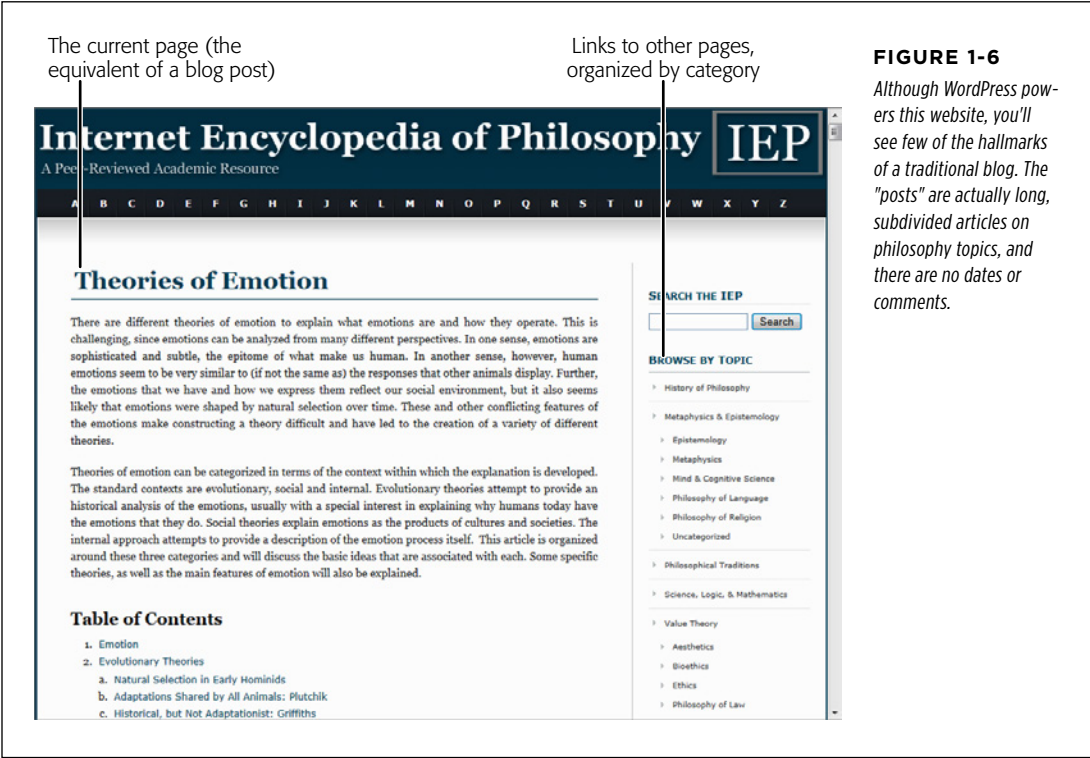 The current page (the
equivalent of a blog post)
Links to other pages,
organized by category
FIGURE 1-6
Although WordPress pow-
ers this website, you'll
see few of the hallmarks
of a traditional blog. The
"posts" are actually long,
subdivided articles on
philosophy topics, and
there are no dates or
comments.
Internet Encyclopedia of Philosophy
IEP
A Peer-Reviewed Academic Resource
A B C D E F G H I J K L M N O P Q R S T U V W X Y Z
Theories of Emotion
There are different theories of emotion to explain what emotions are and how they operate. This is
challenging, since emotions can be analyzed from many different perspectives. In one sense, emotions are
sophisticated and subtle, the epitome of what make us human. In another sense, however, human
emotions seem to be very similar to (if not the same as) the responses that other animals display. Further,
the emotions that we have and how we express them reflect our social environment, but it also seems
likely that emotions were shaped by natural selection over time. These and other conflicting features of
the emotions make constructing a theory difficult and have led to the creation of a variety of different
theories.
Theories of emotion can be categorized in terms of the context within which the explanation is developed.
The standard contexts are evolutionary, social and internal. Evolutionary theories attempt to provide an
historical analysis of the emotions, usually with a special interest in explaining why humans today have
the emotions that they do. Social theories explain emotions as the products of cultures and societies. The
internal approach attempts to provide a description of the emotion process itself. This article is organized
around these three categories and will discuss the basic ideas that are associated with each. Some specific
theories, as well as the main features of emotion will also be explained.
Table of Contents
1. Emotion
2. Evolutionary Theories
a. Natural Selection in Early Hominids
b. Adaptations Shared by All Animals: Plutchik
c. Historical, but Not Adaptationist: Griffiths
SEARCH THE IEP
Search
BROWSE BY TOPIC
History of Philosophy
Metaphysics & Epistemology
Epistemology
Metaphysics
Mind & Cognitive Science
Philosophy of Language
Philosophy of Religion
Uncategorized
Philosophical Traditions
Science, Logic, & Mathematics
Value Theory
Aesthetics
Bioethics
Ethics
Philosophy of Law